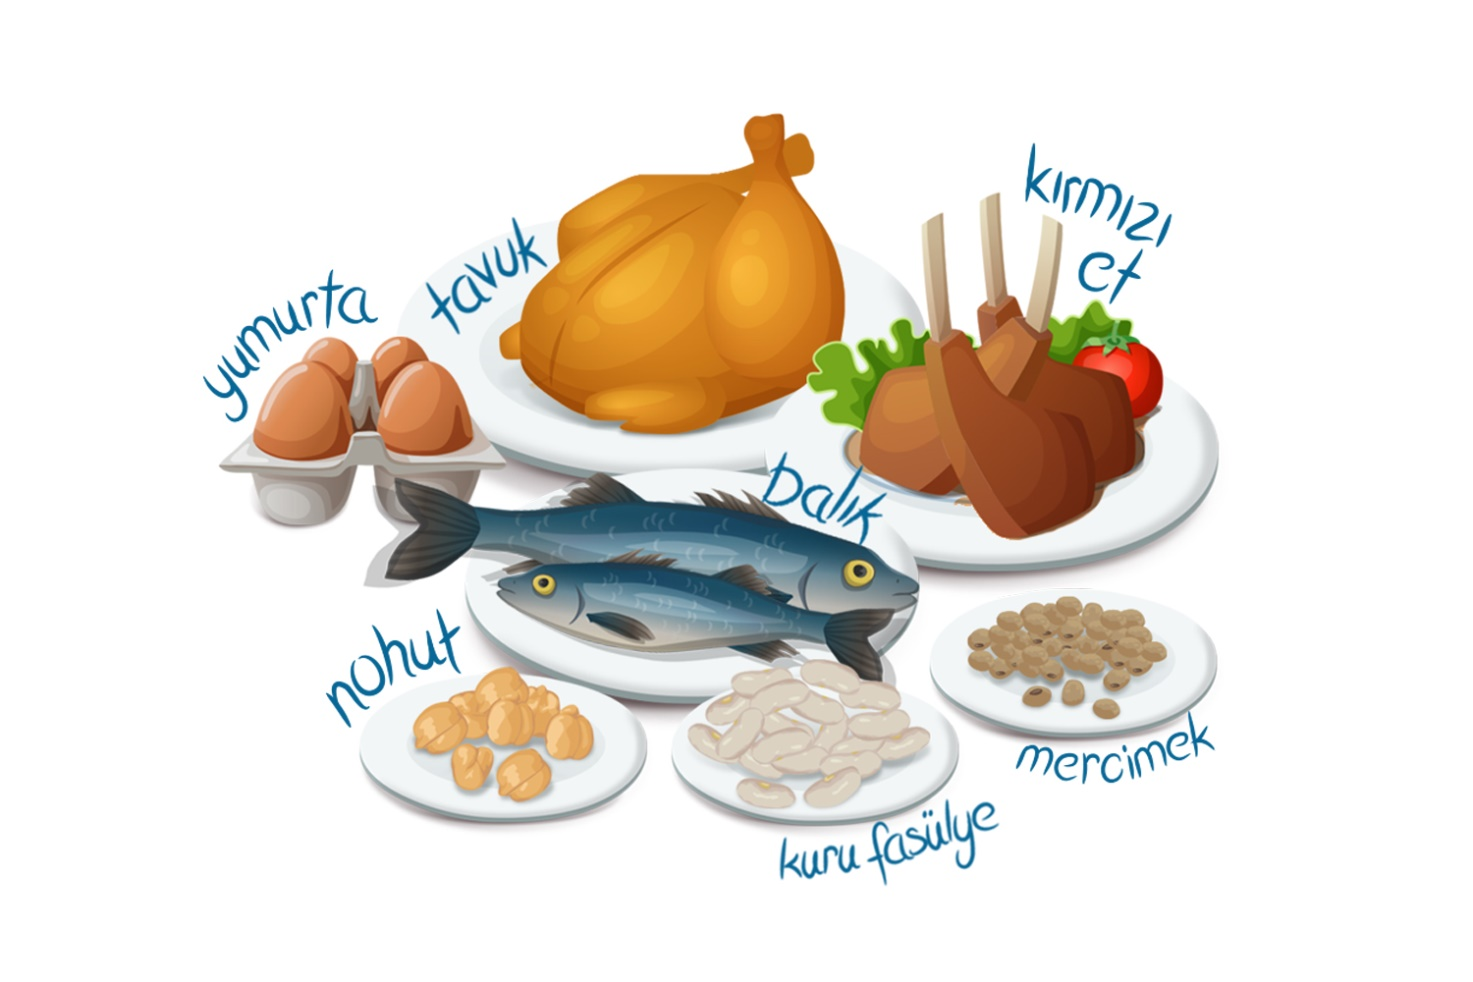 kırmızı
et
tavuk
yumurta
balık
nohut
mercimek
kuru fasülye